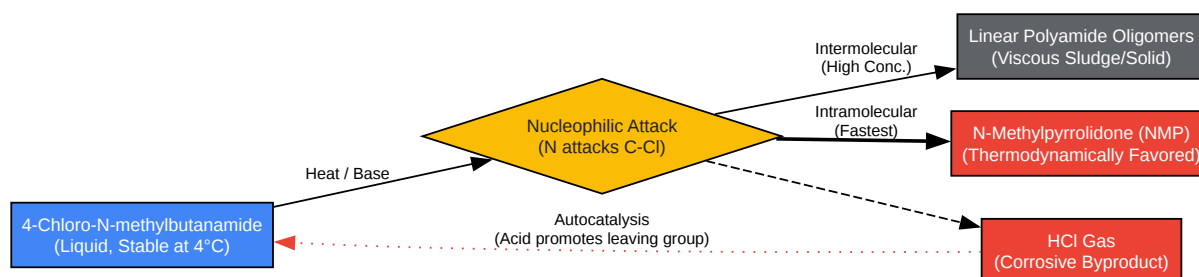 Linear Polyamide Oligomers
(Viscous Sludge/Solid)
Intermolecular
(High Conc.)
Nucleophilic Attack
(N attacks C-Cl)
Intramolecular
(Fastest)
N-Methylpyrrolidone (NMP)
(Thermodynamically Favored)
Heat / Base
4-Chloro-N-methylbutanamide
(Liquid, Stable at 4°C)
Autocatalysis
(Acid promotes leaving group)
HCl Gas
(Corrosive Byproduct)